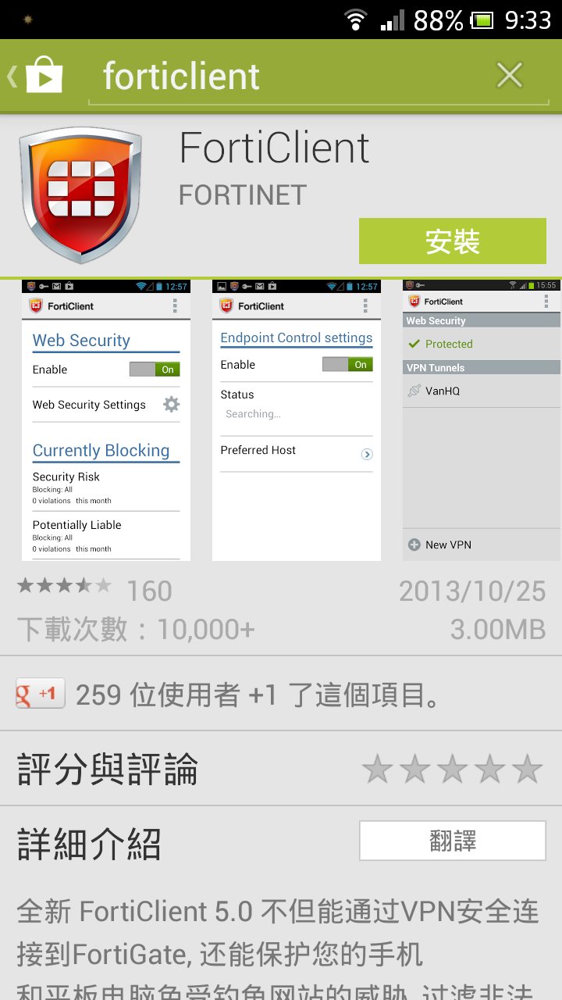 88% 9:33
forticlient
FortiClient
FORTINET
安裝
12:57
FortiClient
Web Security
Enable
On
Web Security Settings
Currently Blocking
Security Risk
Blocking: All
0 violations this month
Potentially Liable
Blocking: All
0 violations this month
12:57
FortiClient
Endpoint Control settings
Enable
On
Status
Searching...
Preferred Host
15:55
FortiClient
Web Security
Protected
VPN Tunnels
VanHQ
New VPN
160
2013/10/25
下載次數：10,000+
3.00MB
g +1 259 位使用者 +1 了這個項目。
評分與評論
詳細介紹
翻譯
全新 FortiClient 5.0 不但能通过VPN安全连
接到FortiGate, 还能保护您的手机
和平板电脑免受钓鱼网站的威胁, 过滤非法